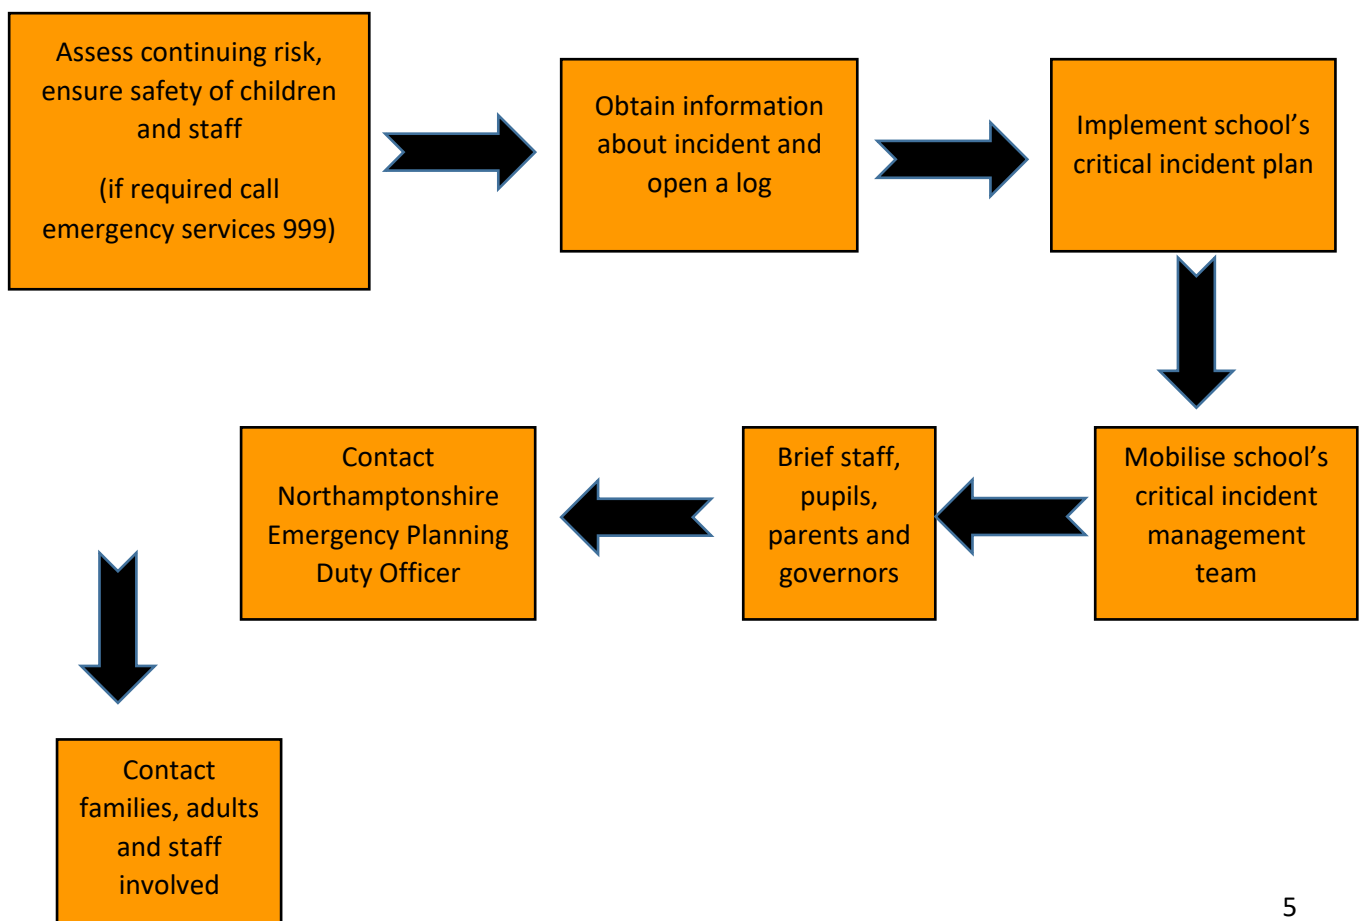 Assess continuing risk,
ensure safety of children
and staff
(if required call
emergency services 999)
Obtain information
about incident and
open a log
Implement school’s
critical incident plan
Mobilise school’s
critical incident
management
team
Brief staff,
pupils,
parents and
governors
Contact
Northamptonshire
Emergency Planning
Duty Officer
Contact
families, adults
and staff
involved
5